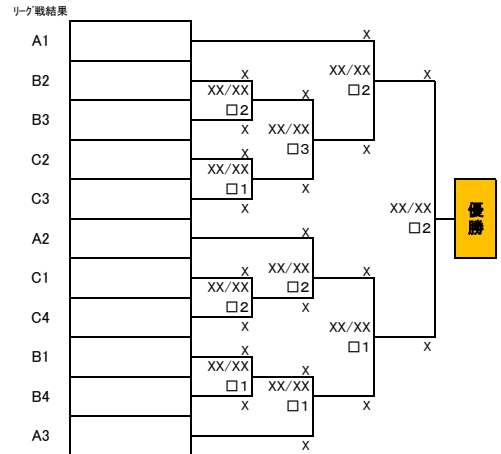 リーグ戦結果
A1
X
XX/XX
X
□2
B2
X
XX/XX
X
□2
B3
X
XX/XX
□3
X
C2
X
XX/XX
X
□1
C3
X
XX/XX
優勝
□2
A2
X
C1
X
XX/XX
X
XX/XX
□2
□2
C4
X
X
XX/XX
□1
X
B1
X
XX/XX
X
□1
XX/XX
B4
X
□1
X
A3
X